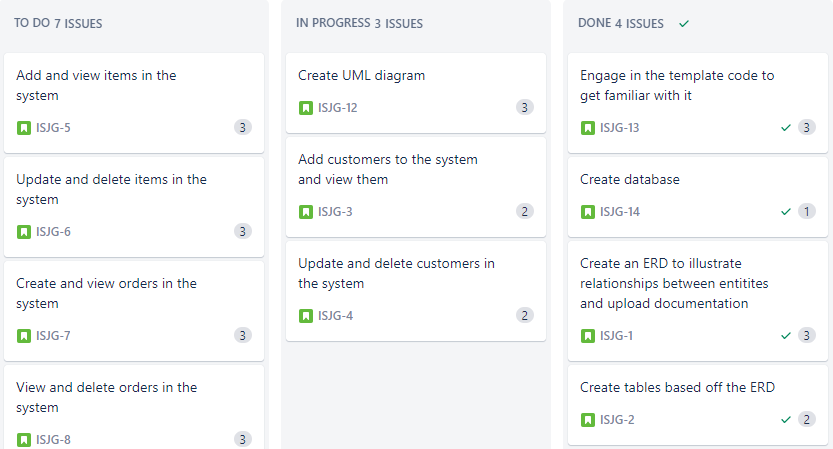 TO DO 7 ISSUES
Add and view items in the
system
ISJG-5 3
Update and delete items in the
system
ISJG-6 3
Create and view orders in the
system
ISJG-7 3
View and delete orders in the
system
ISJG-8 3
IN PROGRESS 3 ISSUES
Create UML diagram
ISJG-12 3
Add customers to the system
and view them
ISJG-3 2
Update and delete customers in
the system
ISJG-4 2
DONE 4 ISSUES
Engage in the template code to
get familiar with it
ISJG-13 3
Create database
ISJG-14 1
Create an ERD to illustrate
relationships between entitites
and upload documentation
ISJG-1 3
Create tables based off the ERD
ISJG-2 2